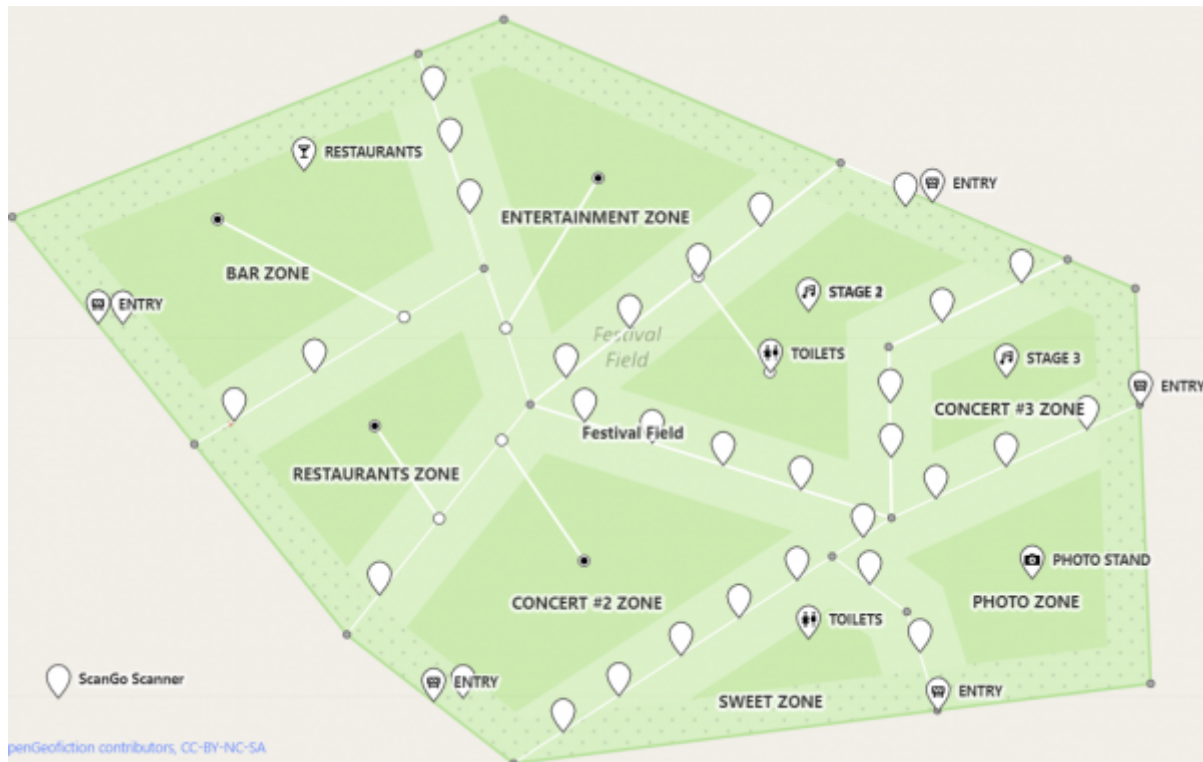 RESTAURANTS
ENTRY
ENTERTAINMENT ZONE
BAR ZONE
STAGE 2
ENTRY
Festival
Field
TOILETS
STAGE 3
ENTRY
CONCERT #3 ZONE
Festival Field
RESTAURANTS ZONE
PHOTO STAND
CONCERT #2 ZONE
PHOTO ZONE
TOILETS
ScanGo Scanner
ENTRY
ENTRY
SWEET ZONE
penGeofiction contributors, CC-BY-NC-SA